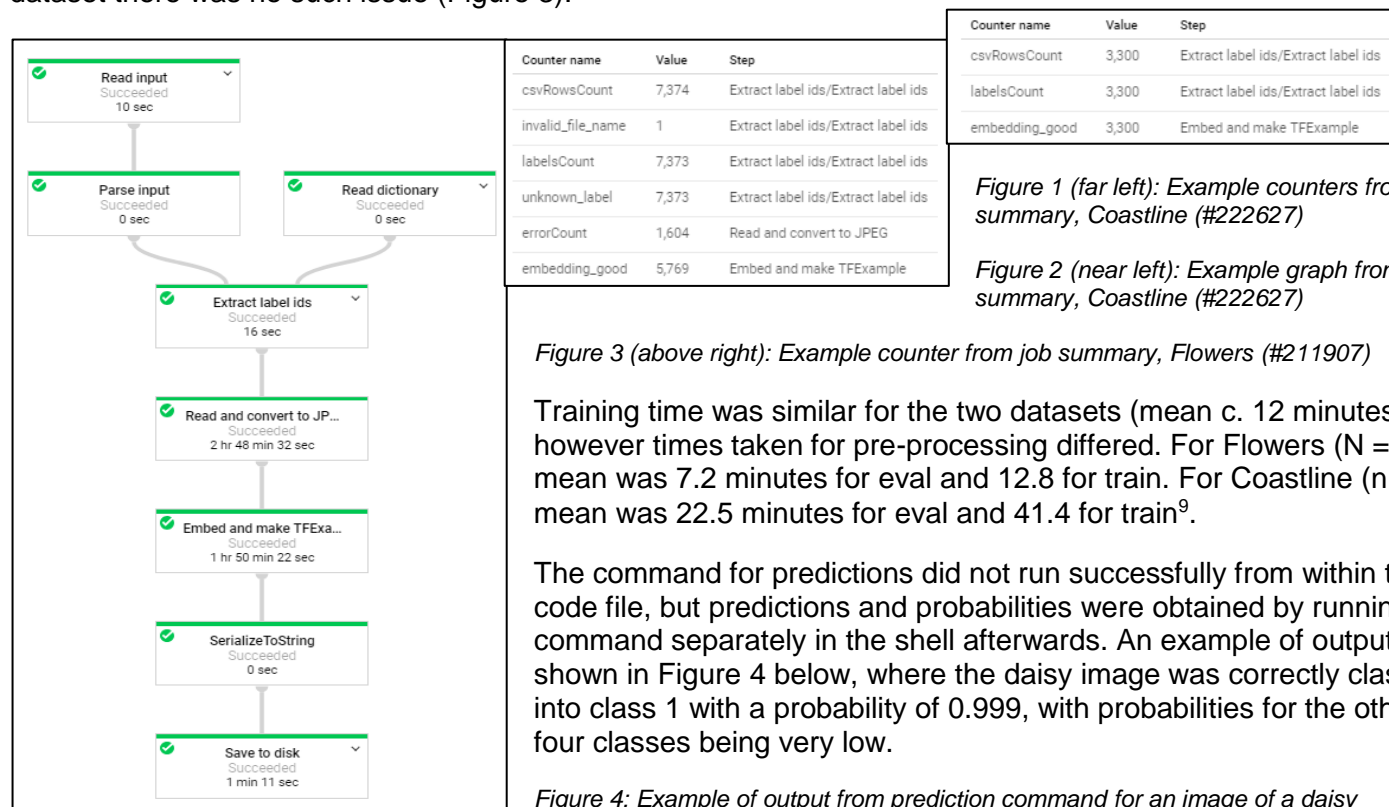 dataset there was no such issue (Figure 3).
Read input
Succeeded
10 sec
Parse input
Succeeded
0 sec
Read dictionary
Succeeded
0 sec
Extract label ids
Succeeded
16 sec
Read and convert to JP...
Succeeded
2 hr 48 min 32 sec
Embed and make TFExa...
Succeeded
1 hr 50 min 22 sec
SerializeToString
Succeeded
0 sec
Save to disk
Succeeded
1 min 11 sec
Counter name Value Step
csvRowsCount 7,374 Extract label ids/Extract label ids
invalid_file_name 1 Extract label ids/Extract label ids
labelsCount 7,373 Extract label ids/Extract label ids
unknown_label 7,373 Extract label ids/Extract label ids
errorCount 1,604 Read and convert to JPEG
embedding_good 5,769 Embed and make TFExample
Counter name Value Step
csvRowsCount 3,300 Extract label ids/Extract label ids
labelsCount 3,300 Extract label ids/Extract label ids
embedding_good 3,300 Embed and make TFExample
Figure 1 (far left): Example counters
summary, Coastline (#222627)
Figure 2 (near left): Example graph
summary, Coastline (#222627)
Figure 3 (above right): Example counter from job summary, Flowers (#211907)
Training time was similar for the two datasets (mean c. 12 minutes
however times taken for pre-processing differed. For Flowers (N =
mean was 7.2 minutes for eval and 12.8 for train. For Coastline (n
mean was 22.5 minutes for eval and 41.4 for train⁹.
The command for predictions did not run successfully from within
code file, but predictions and probabilities were obtained by
command separately in the shell afterwards. An example of output
shown in Figure 4 below, where the daisy image was correctly
into class 1 with a probability of 0.999, with probabilities for the
four classes being very low.
Figure 4: Example of output from prediction command for an image of a daisy